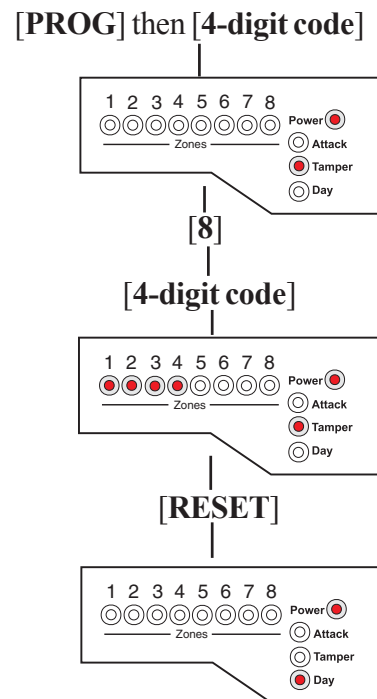 [PROG] then [4-digit code]
1 2 3 4 5 6 7 8
Power
Attack
Zones
Tamper
Day
[8]
[4-digit code]
1 2 3 4 5 6 7 8
Power
Attack
Zones
Tamper
Day
[RESET]
1 2 3 4 5 6 7 8
Power
Attack
Zones
Tamper
Day